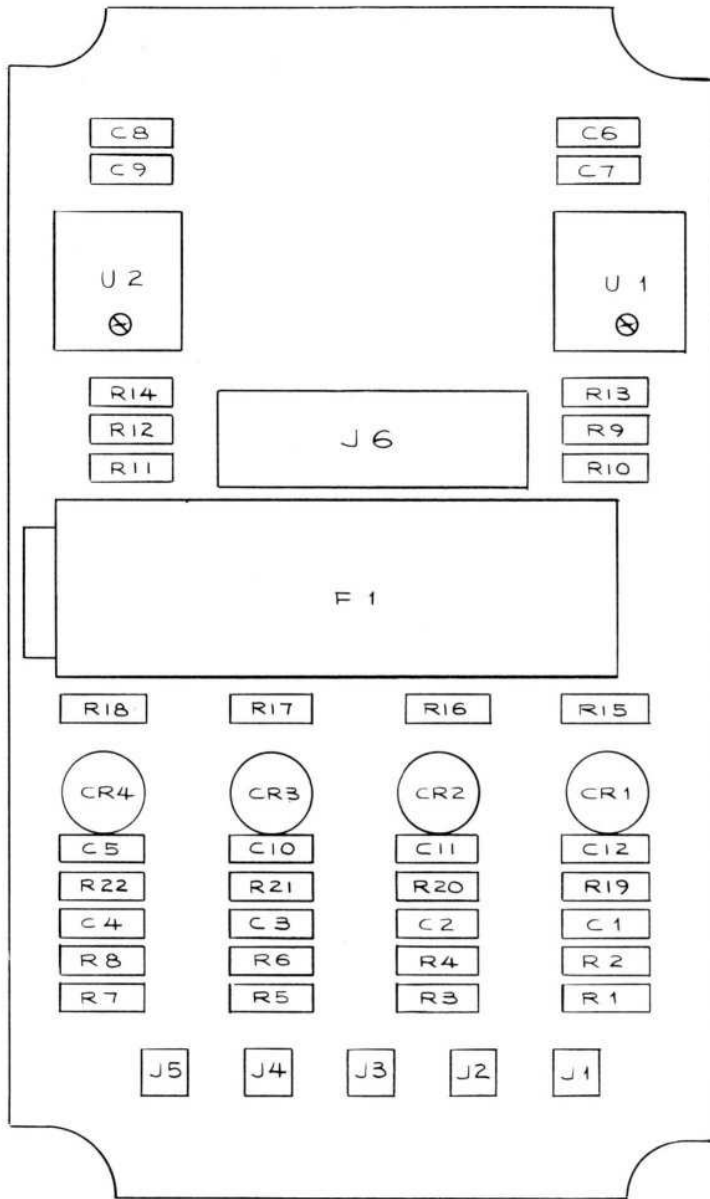 C8 C6
C9 C7
U2 U1
R14 R13
R12 J6 R9
R11 R10
F1
R18 R17 R16 R15
CR4 CR3 CR2 CR1
C5 C10 C11 C12
R22 R21 R20 R19
C4 C3 C2 C1
R8 R6 R4 R2
R7 R5 R3 R1
J5 J4 J3 J2 J1